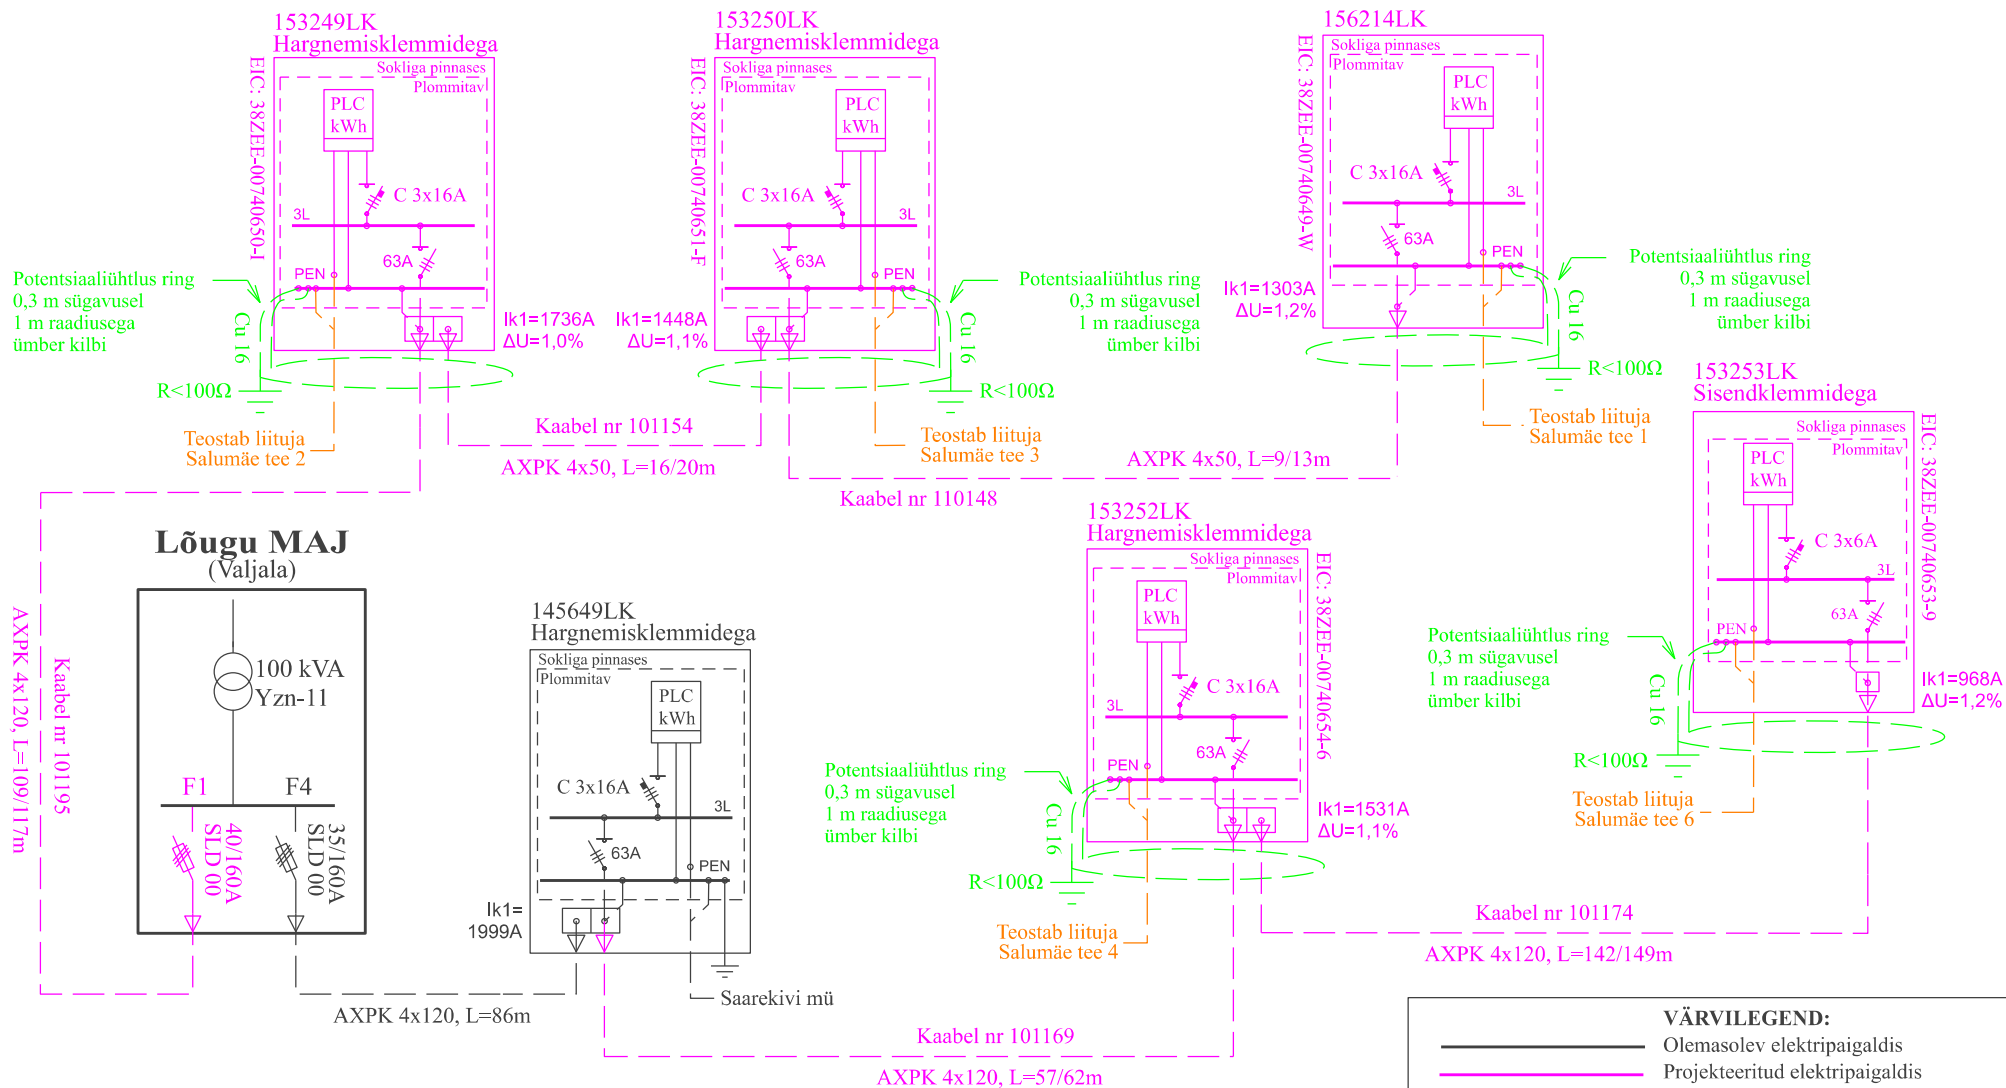 153249LK
Hargnemisklemmidega
EIC: 38ZEE-00740650-I
Sokliga pinnases
Plommitav
PLC
kWh
C 3x16A
3L
63A
PEN
Potentsiaaliühtlus ring
0,3 m sügavusel
1 m raadiusega
ümber kilbi
Cu 16
R<100Ω
Ik1=1736A
ΔU=1,0%
Teostab liituja
Salumäe tee 2
153250LK
Hargnemisklemmidega
EIC: 38ZEE-00740651-F
Sokliga pinnases
Plommitav
PLC
kWh
C 3x16A
3L
63A
PEN
Ik1=1448A
ΔU=1,1%
Cu 16
R<100Ω
Potentsiaaliühtlus ring
0,3 m sügavusel
1 m raadiusega
ümber kilbi
Teostab liituja
Salumäe tee 3
Kaabel nr 101154
AXPK 4x50, L=16/20m
156214LK
EIC: 38ZEE-00740649-W
Sokliga pinnases
Plommitav
PLC
kWh
C 3x16A
3L
63A
PEN
Ik1=1303A
ΔU=1,2%
Cu 16
R<100Ω
Potentsiaaliühtlus ring
0,3 m sügavusel
1 m raadiusega
ümber kilbi
Teostab liituja
Salumäe tee 1
AXPK 4x50, L=9/13m
Kaabel nr 110148
153253LK
Sisendklemmidega
EIC: 38ZEE-00740653-9
Sokliga pinnases
Plommitav
PLC
kWh
C 3x6A
3L
63A
PEN
Potentsiaaliühtlus ring
0,3 m sügavusel
1 m raadiusega
ümber kilbi
Cu 16
R<100Ω
Ik1=968A
ΔU=1,2%
Teostab liituja
Salumäe tee 6
153252LK
Hargnemisklemmidega
EIC: 38ZEE-00740654-6
Sokliga pinnases
Plommitav
PLC
kWh
C 3x16A
3L
63A
PEN
Potentsiaaliühtlus ring
0,3 m sügavusel
1 m raadiusega
ümber kilbi
Cu 16
R<100Ω
Ik1=1531A
ΔU=1,1%
Teostab liituja
Salumäe tee 4
Kaabel nr 101174
AXPK 4x120, L=142/149m
Lõugu MAJ
(Valjala)
100 kVA
Yzn-11
F1
F4
40/160A
SLD 00
35/160A
SLD 00
Kaabel nr 101195
AXPK 4x120, L=109/117m
145649LK
Hargnemisklemmidega
Sokliga pinnases
Plommitav
PLC
kWh
C 3x16A
3L
63A
PEN
Ik1=
1999A
Saarekivi mü
AXPK 4x120, L=86m
Kaabel nr 101169
AXPK 4x120, L=57/62m
VÄRVILEGEND:
Olemasolev elektripaigaldis
Projekteeritud elektripaigaldis